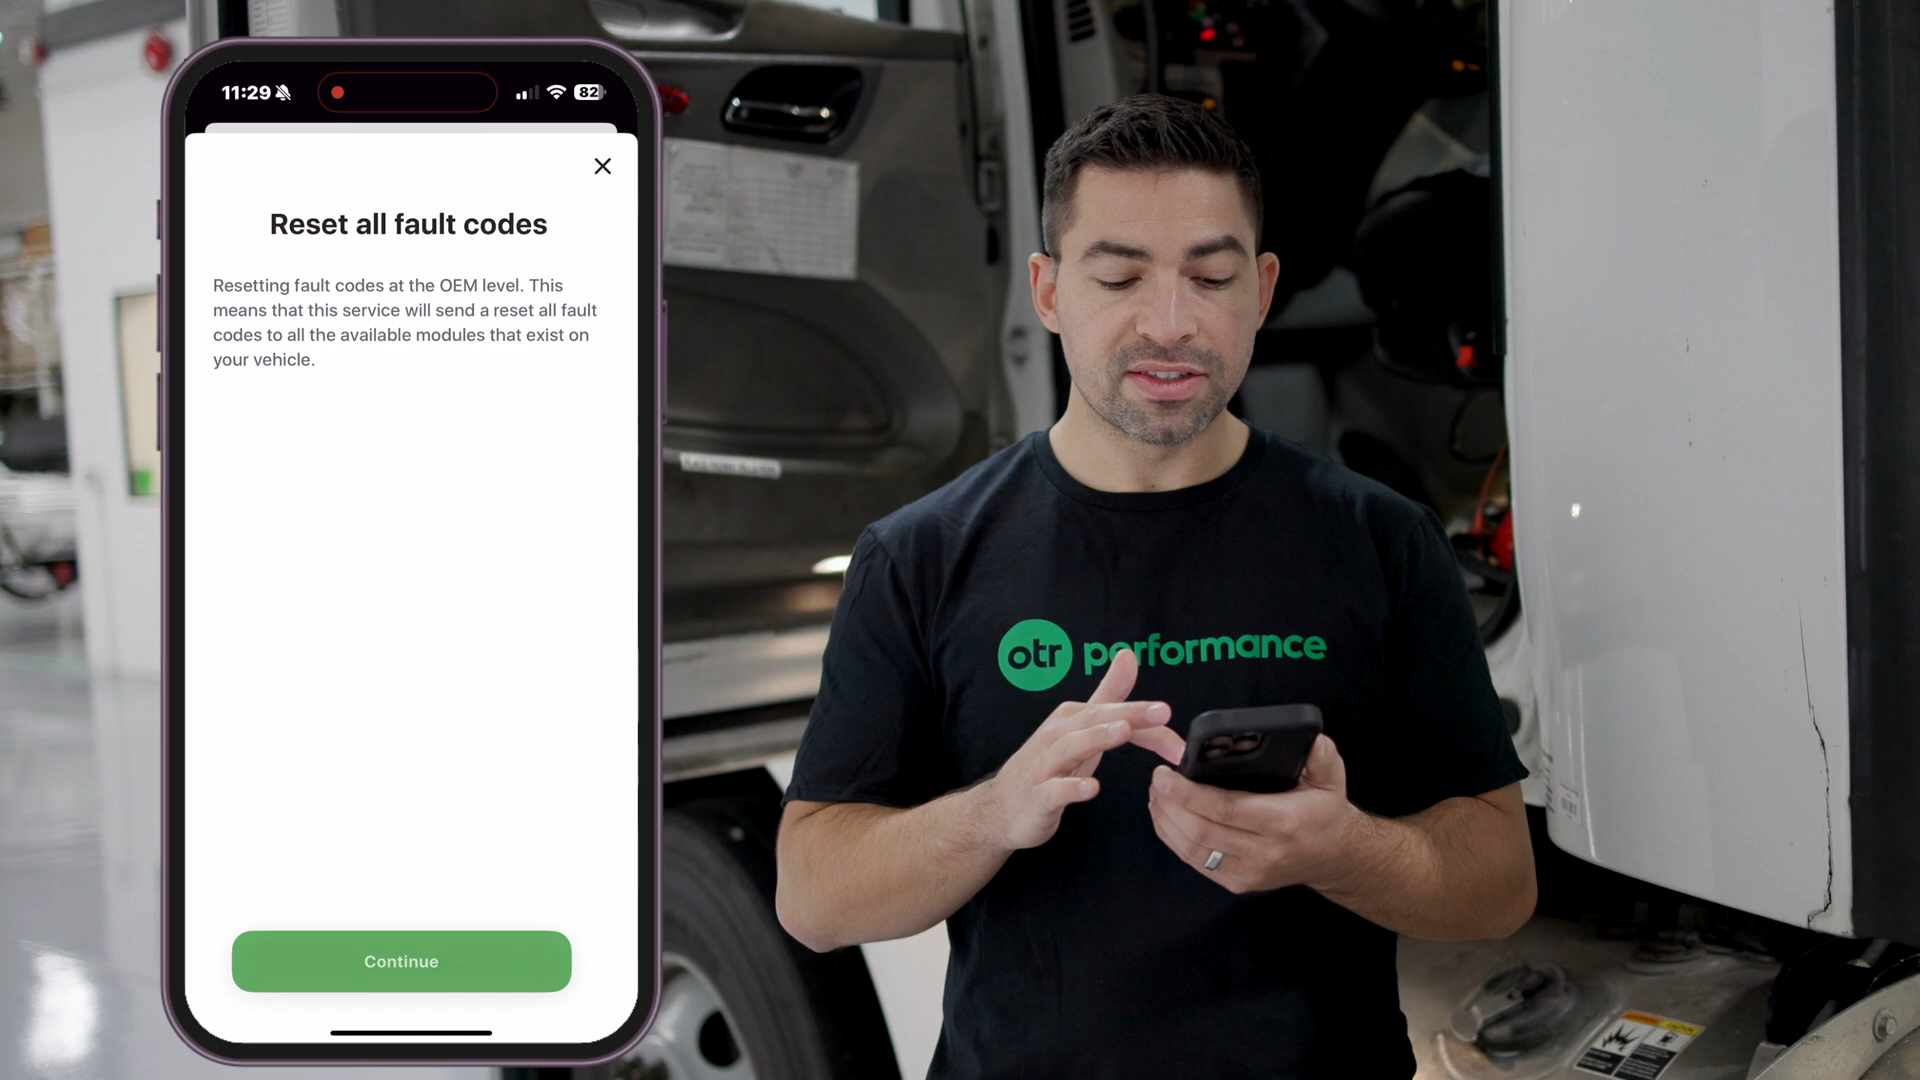 11:29
82
Reset all fault codes
Resetting fault codes at the OEM level. This
means that this service will send a reset all fault
codes to all the available modules that exist on
your vehicle.
Continue
otr performance